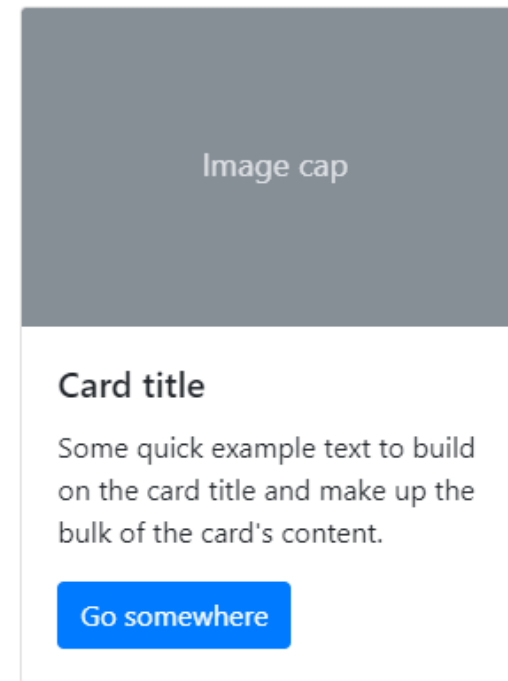 Image cap
Card title
Some quick example text to build
on the card title and make up the
bulk of the card's content.
Go somewhere